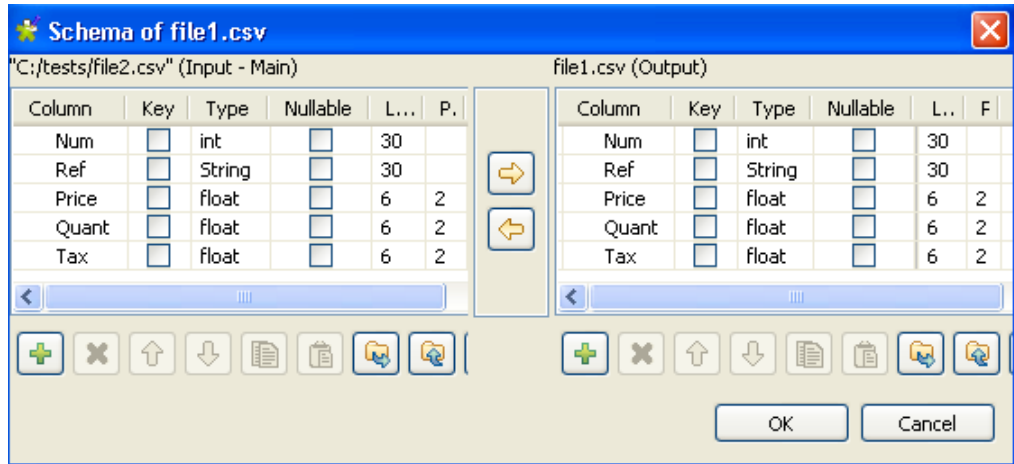 Schema of file1.csv
"C:/tests/file2.csv" (Input - Main) file1.csv (Output)
Column Key Type Nullable L... P. Column Key Type Nullable L.. F
Num int 30 Num int 30
Ref String 30 Ref String 30
Price float 6 2 Price float 6 2
Quant float 6 2 Quant float 6 2
Tax float 6 2 Tax float 6 2
OK Cancel